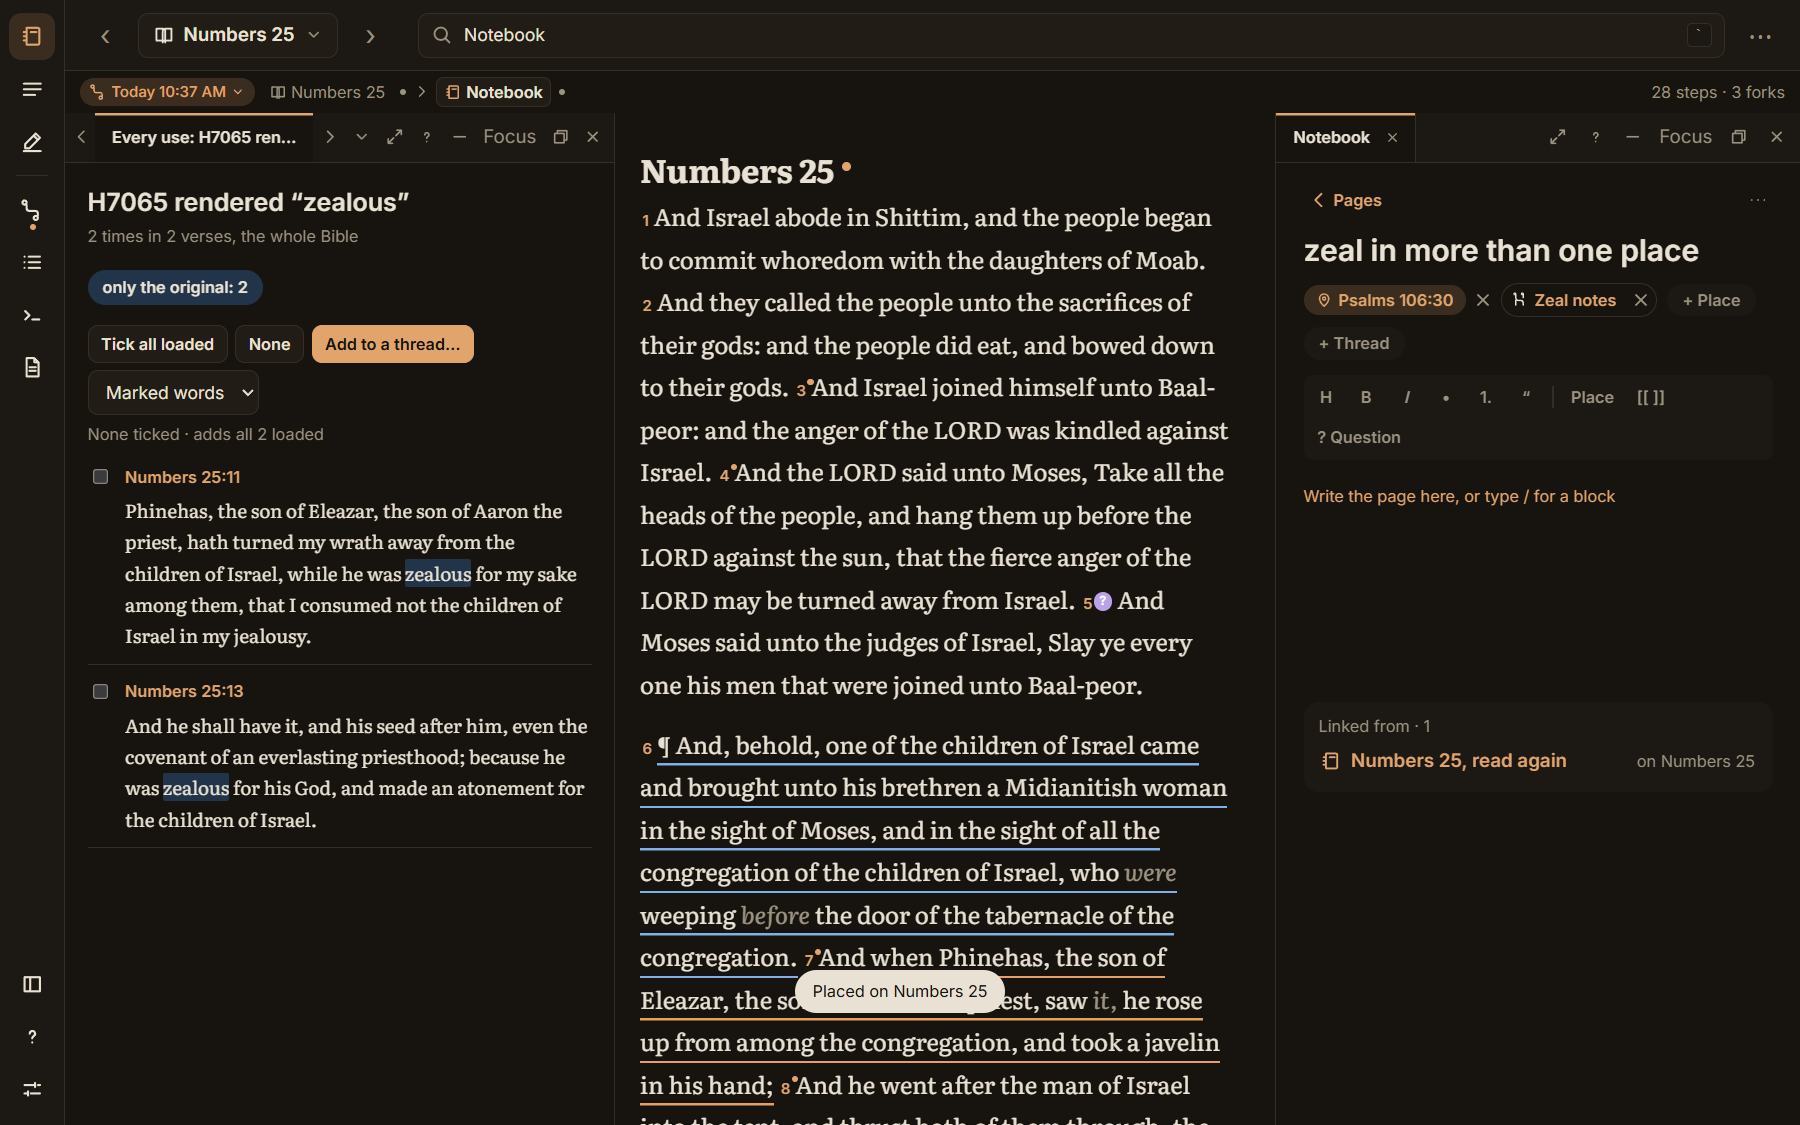 Numbers 25
Notebook
`
Today 10:37 AM
Numbers 25
Notebook
28 steps · 3 forks
Every use: H7065 ren...
?
Focus
H7065 rendered “zealous”
2 times in 2 verses, the whole Bible
only the original: 2
Tick all loaded
None
Add to a thread...
Marked words
None ticked · adds all 2 loaded
Numbers 25:11
Phinehas, the son of Eleazar, the son of Aaron the
priest, hath turned my wrath away from the
children of Israel, while he was zealous for my sake
among them, that I consumed not the children of
Israel in my jealousy.
Numbers 25:13
And he shall have it, and his seed after him, even the
covenant of an everlasting priesthood; because he
was zealous for his God, and made an atonement for
the children of Israel.
Numbers 25
1 And Israel abode in Shittim, and the people began
to commit whoredom with the daughters of Moab.
2 And they called the people unto the sacrifices of
their gods: and the people did eat, and bowed down
to their gods. 3 And Israel joined himself unto Baal-
peor: and the anger of the LORD was kindled against
Israel. 4 And the LORD said unto Moses, Take all the
heads of the people, and hang them up before the
LORD against the sun, that the fierce anger of the
LORD may be turned away from Israel. 5 ? And
Moses said unto the judges of Israel, Slay ye every
one his men that were joined unto Baal-peor.
6 ¶ And, behold, one of the children of Israel came
and brought unto his brethren a Midianitish woman
in the sight of Moses, and in the sight of all the
congregation of the children of Israel, who were
weeping before the door of the tabernacle of the
congregation. 7 And when Phinehas, the son of
Eleazar, the so
est, saw it, he rose
Placed on Numbers 25
up from among the congregation, and took a javelin
in his hand; 8 And he went after the man of Israel
into the tent, and thrust both of them through, the
Notebook
?
Focus
Pages
zeal in more than one place
Psalms 106:30
Zeal notes
+ Place
+ Thread
H B I • 1. “ Place [[ ]]
? Question
Write the page here, or type / for a block
Linked from · 1
Numbers 25, read again
on Numbers 25
?